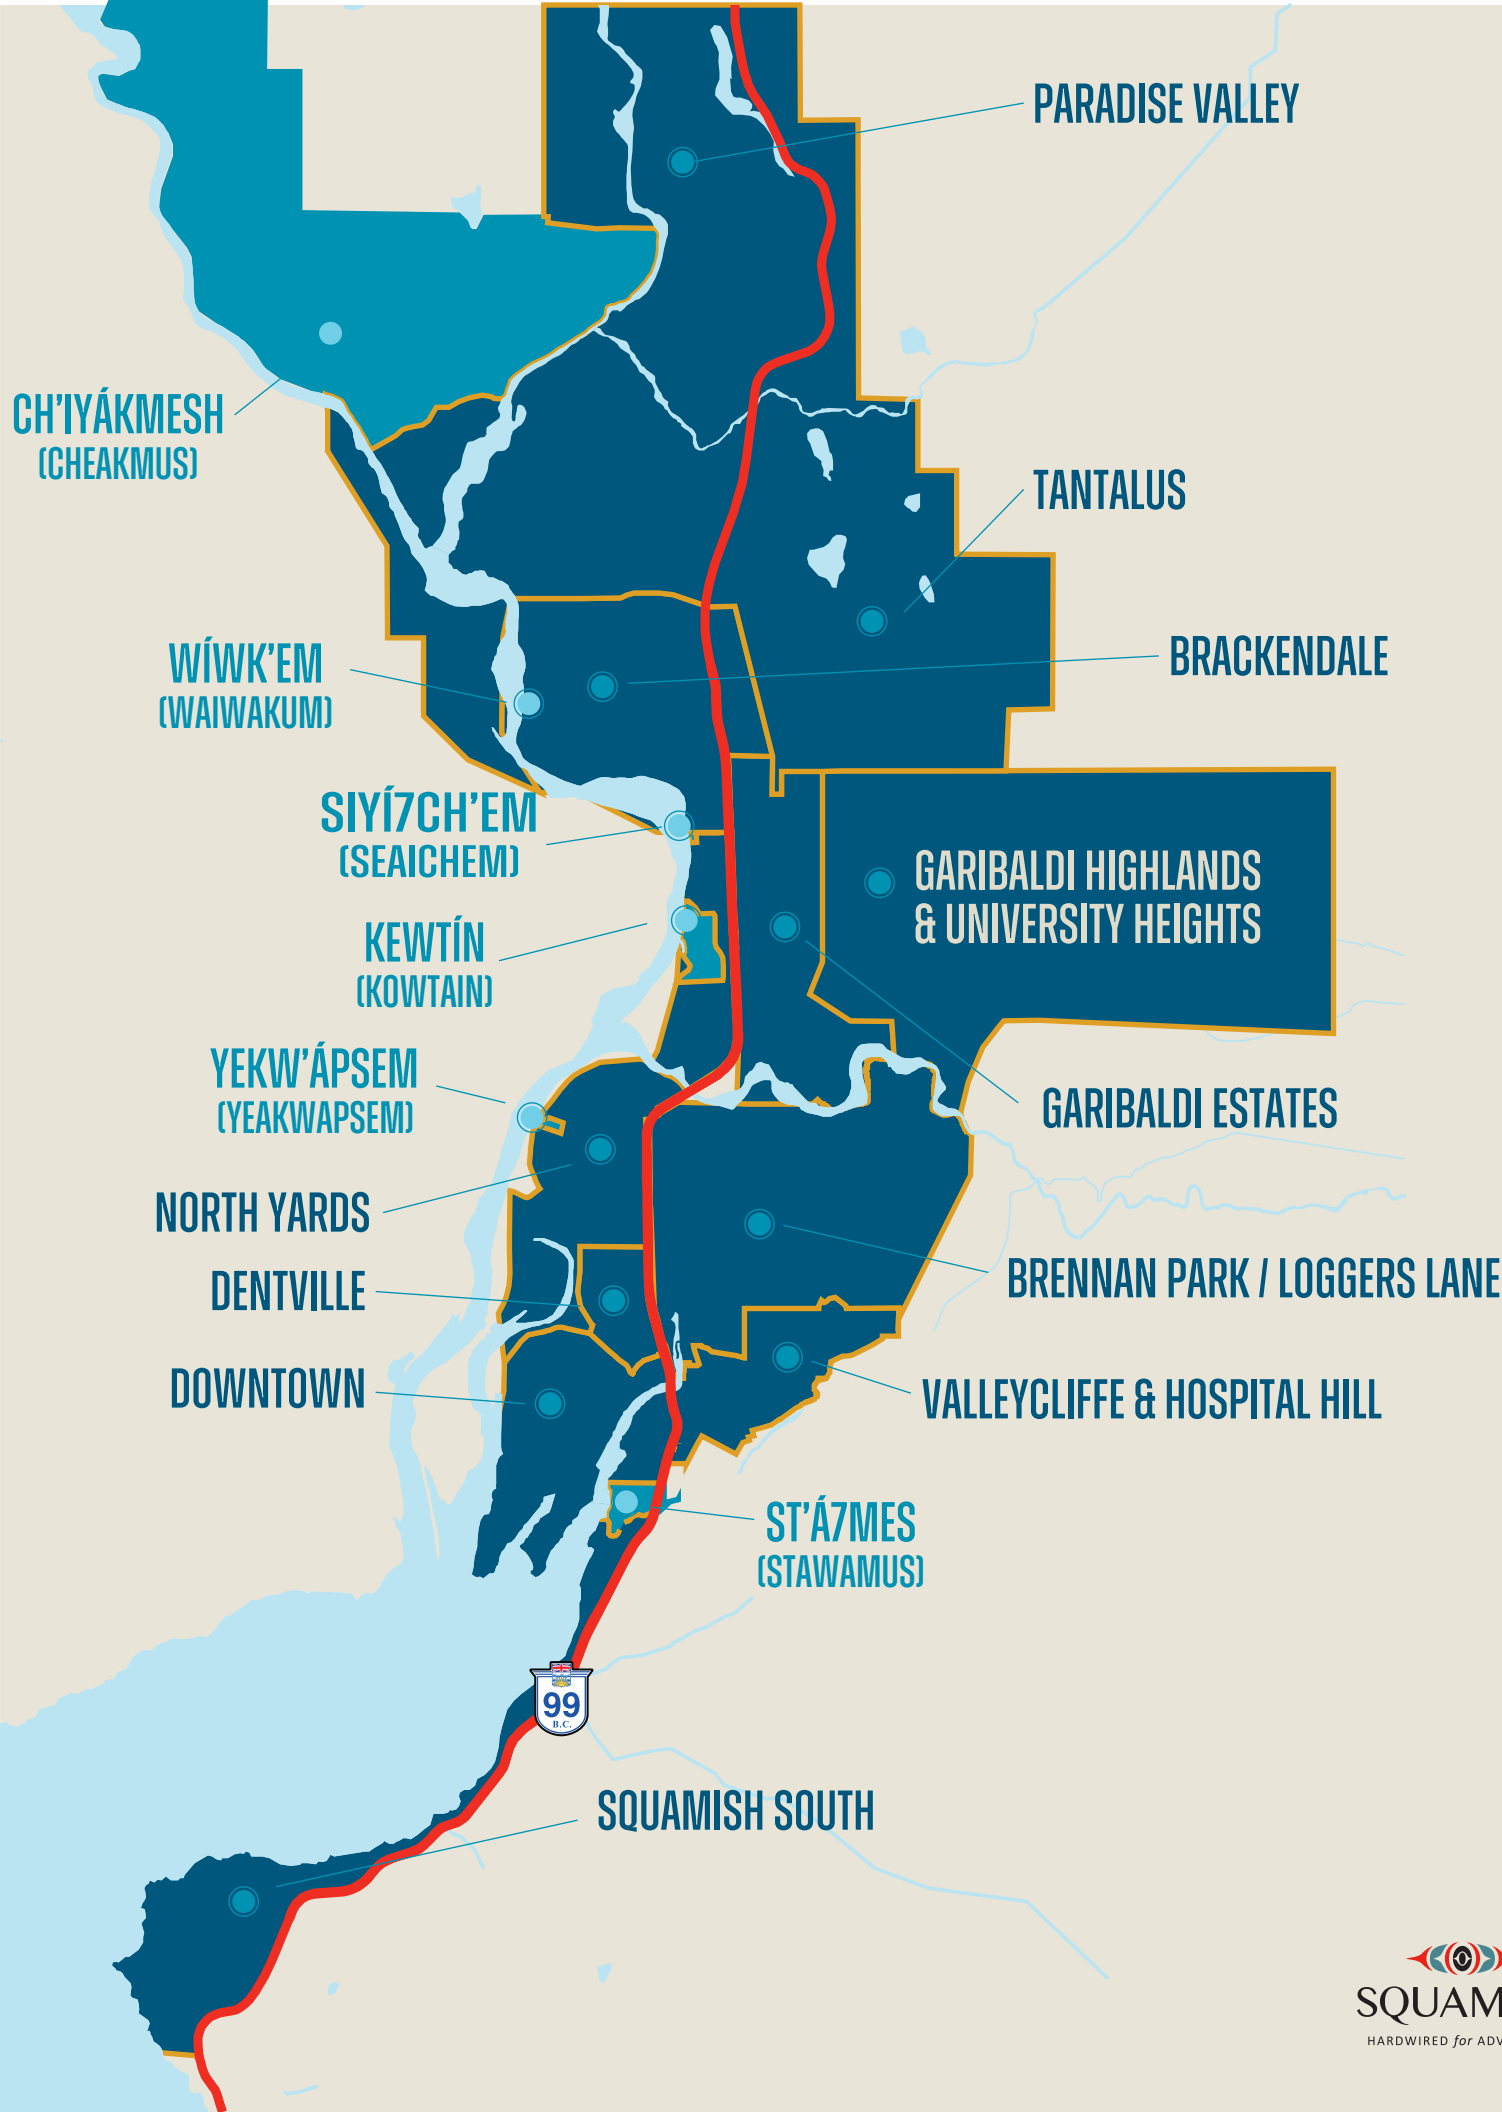 PARADISE VALLEY
CH'IYÁKMESH
(CHEAKMUS)
TANTALUS
WÍWK'EM
(WAIWAKUM)
BRACKENDALE
SIYÍ7CH'EM
(SEAICHEM)
GARIBALDI HIGHLANDS
& UNIVERSITY HEIGHTS
KEWTÍN
(KOWTAIN)
YEKW'ÁPSEM
(YEAKWAPSEM)
GARIBALDI ESTATES
NORTH YARDS
DENTVILLE
BRENNAN PARK / LOGGERS LANE
DOWNTOWN
VALLEYCLIFFE & HOSPITAL HILL
ST'Á7MES
(STAWAMUS)
99
B.C.
SQUAMISH SOUTH
SQUAM
HARDWIRED for ADV